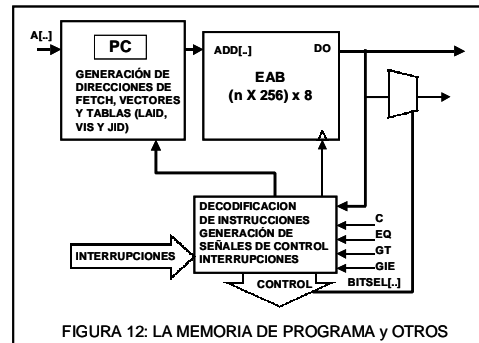 A[..]
PC
GENERACIÓN DE
DIRECCIONES DE
FETCH, VECTORES
Y TABLAS (LAID,
VIS Y JID)
ADD[..]
DO
EAB
(n X 256) x 8
DECODIFICACION
DE INSTRUCCIONES
GENERACIÓN DE
SEÑALES DE CONTROL
INTERRUPCIONES
C
EQ
GT
GIE
BITSEL[..]
INTERRUPCIONES
CONTROL
FIGURA 12: LA MEMORIA DE PROGRAMA y OTROS